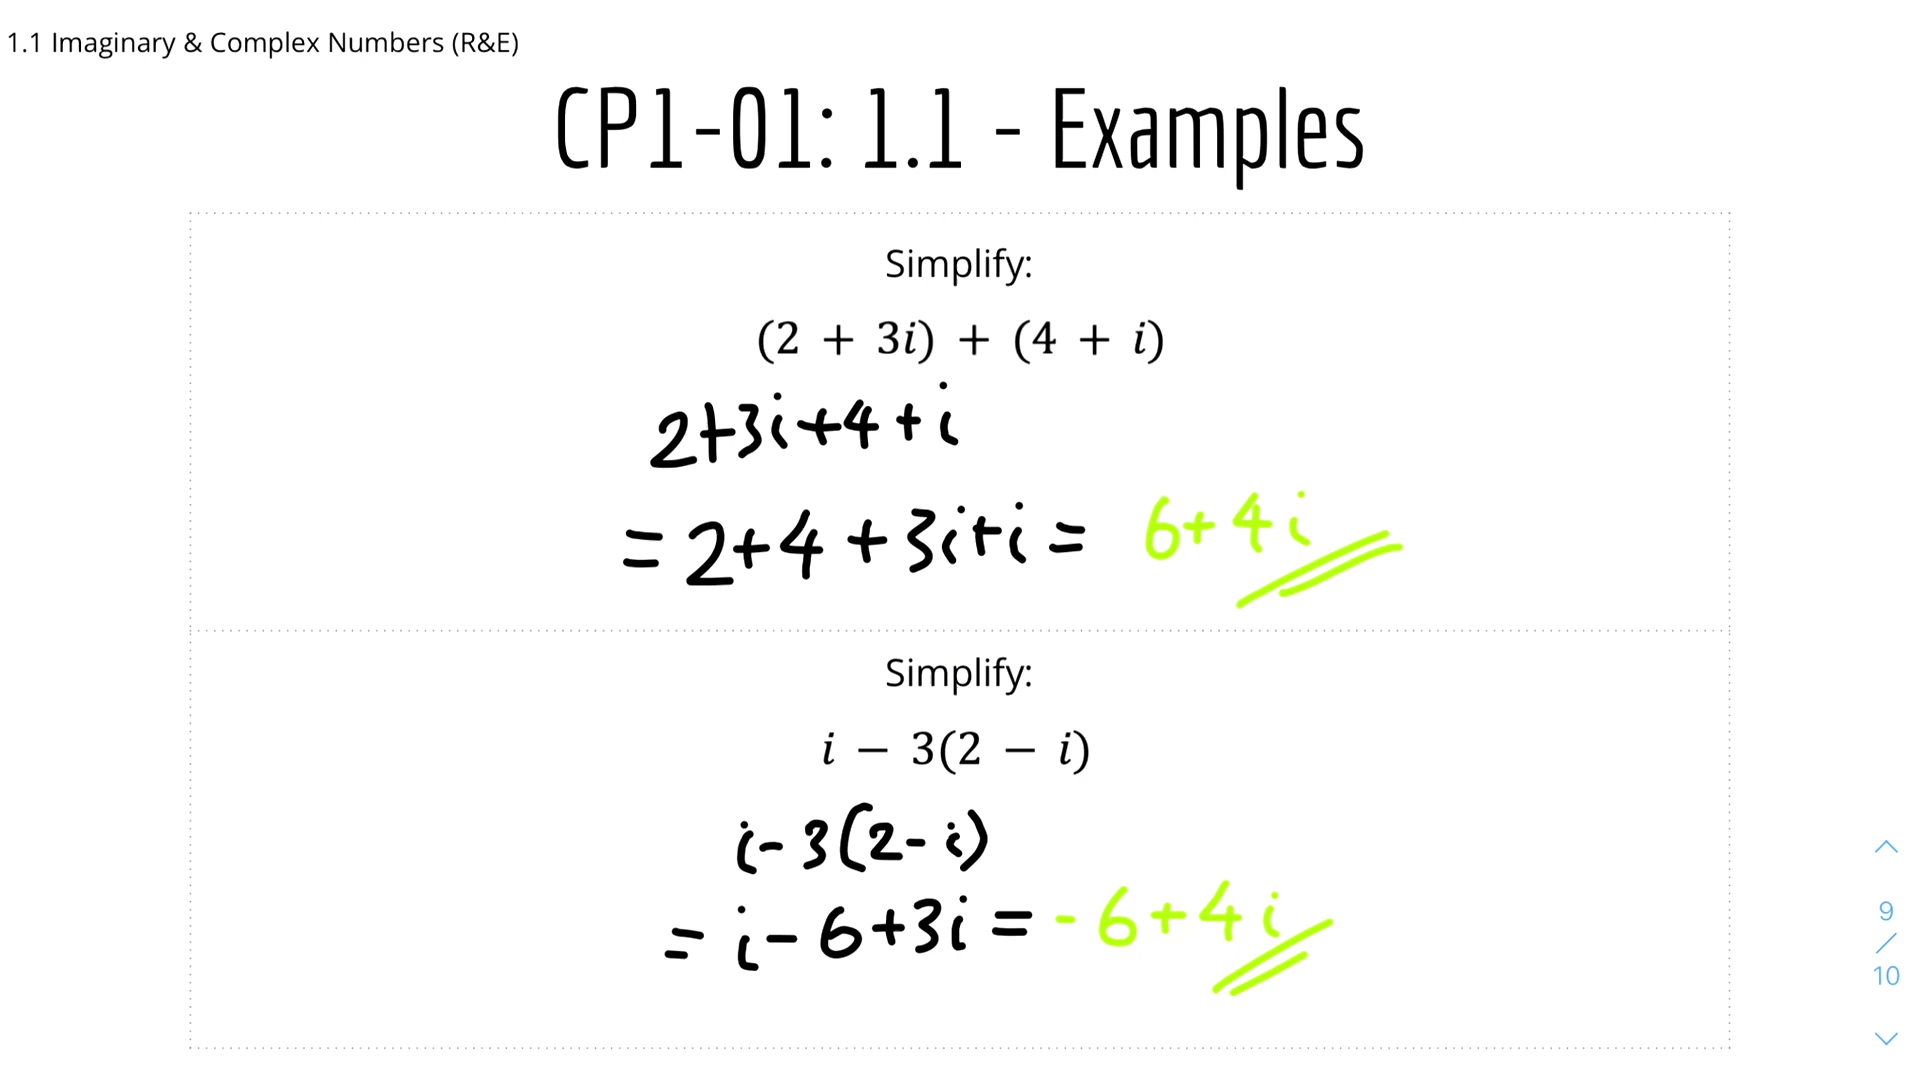 1.1 Imaginary & Complex Numbers (R&E)
CP1-01: 1.1 - Examples
Simplify:
(2 + 3i) + (4 + i)
2+3i+4+i
=2+4+3i+i= 6+4i
Simplify:
i − 3(2 − i)
i-3(2-i)
= i-6+3i=-6+4i
9
/
10